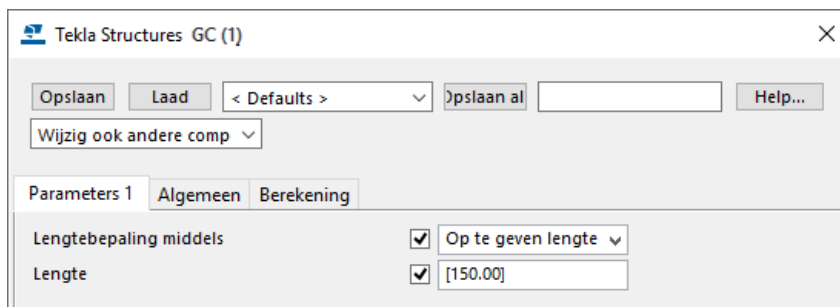 Tekla Structures GC (1)
Opslaan Laad < Defaults > Opslaan al Help...
Wijzig ook andere comp
Parameters 1 Algemeen Berekening
Lengtebepaling middels Op te geven lengte
Lengte [150.00]